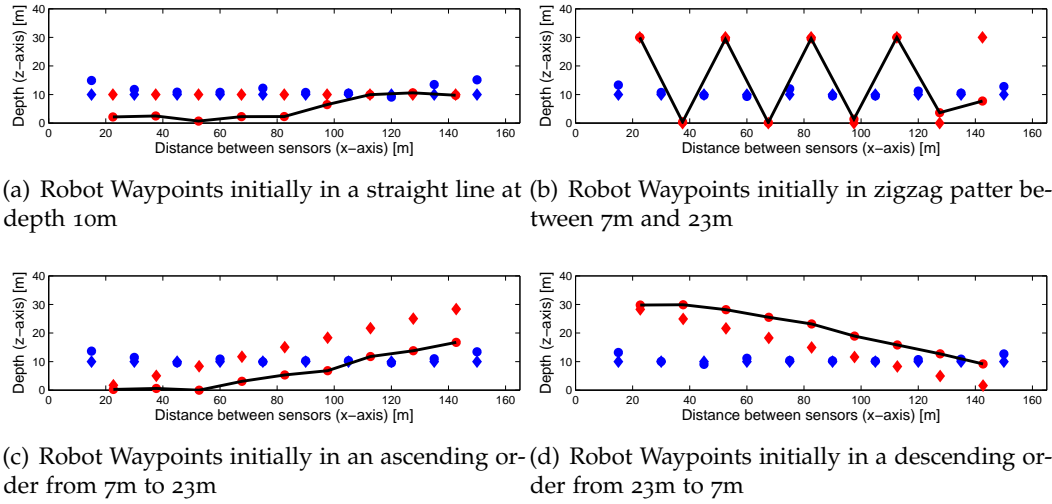 40
30
20
10
0
0 20 40 60 80 100 120 140 160
Depth (z−axis) [m]
Distance between sensors (x−axis) [m]
(a) Robot Waypoints initially in a straight line at
depth 10m
40
30
20
10
0
0 20 40 60 80 100 120 140 160
Depth (z−axis) [m]
Distance between sensors (x−axis) [m]
(b) Robot Waypoints initially in zigzag patter be-
tween 7m and 23m
40
30
20
10
0
0 20 40 60 80 100 120 140 160
Depth (z−axis) [m]
Distance between sensors (x−axis) [m]
(c) Robot Waypoints initially in an ascending or-
der from 7m to 23m
40
30
20
10
0
0 20 40 60 80 100 120 140 160
Depth (z−axis) [m]
Distance between sensors (x−axis) [m]
(d) Robot Waypoints initially in a descending or-
der from 23m to 7m